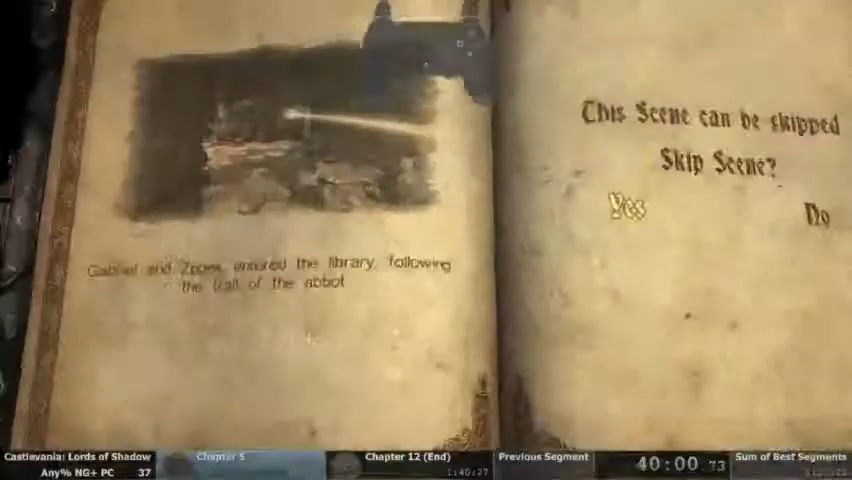 This Scene can be skipped
Skip Scene?
Yes
No
Gabriel and Zobek entered the library, following
the trail of the abbot
Castlevania: Lords of Shadow
Any% NG+ PC 37
Chapter 5
Chapter 12 (End)
1:40:27
Previous Segment
40:00.73
Sum of Best Segments